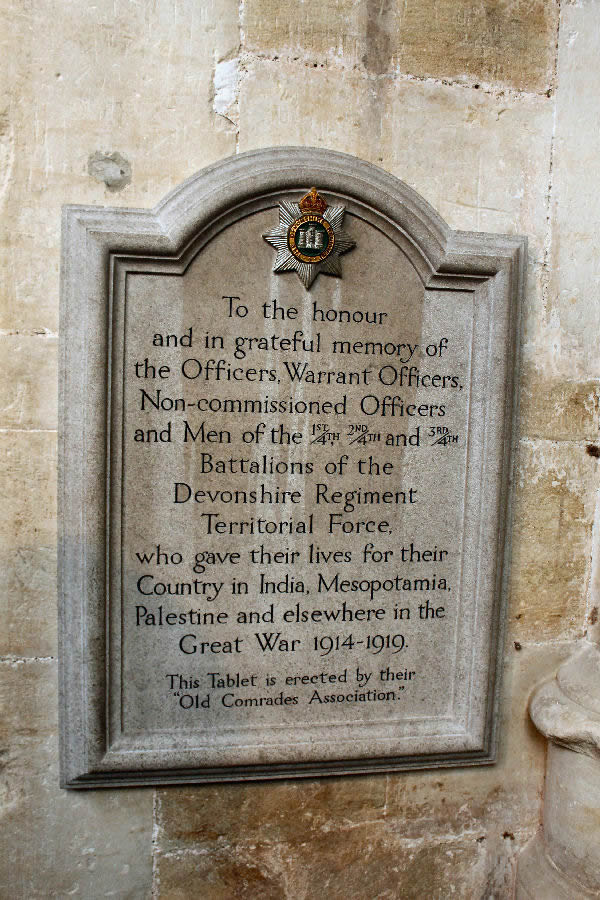 To the honour
and in grateful memory of
the Officers, Warrant Officers,
Non-commissioned Officers
and Men of the 1ST/4TH, 2ND/4TH and 3RD/4TH
Battalions of the
Devonshire Regiment
Territorial Force,
who gave their lives for their
Country in India, Mesopotamia,
Palestine and elsewhere in the
Great War 1914-1919.
This Tablet is erected by their
"Old Comrades Association."